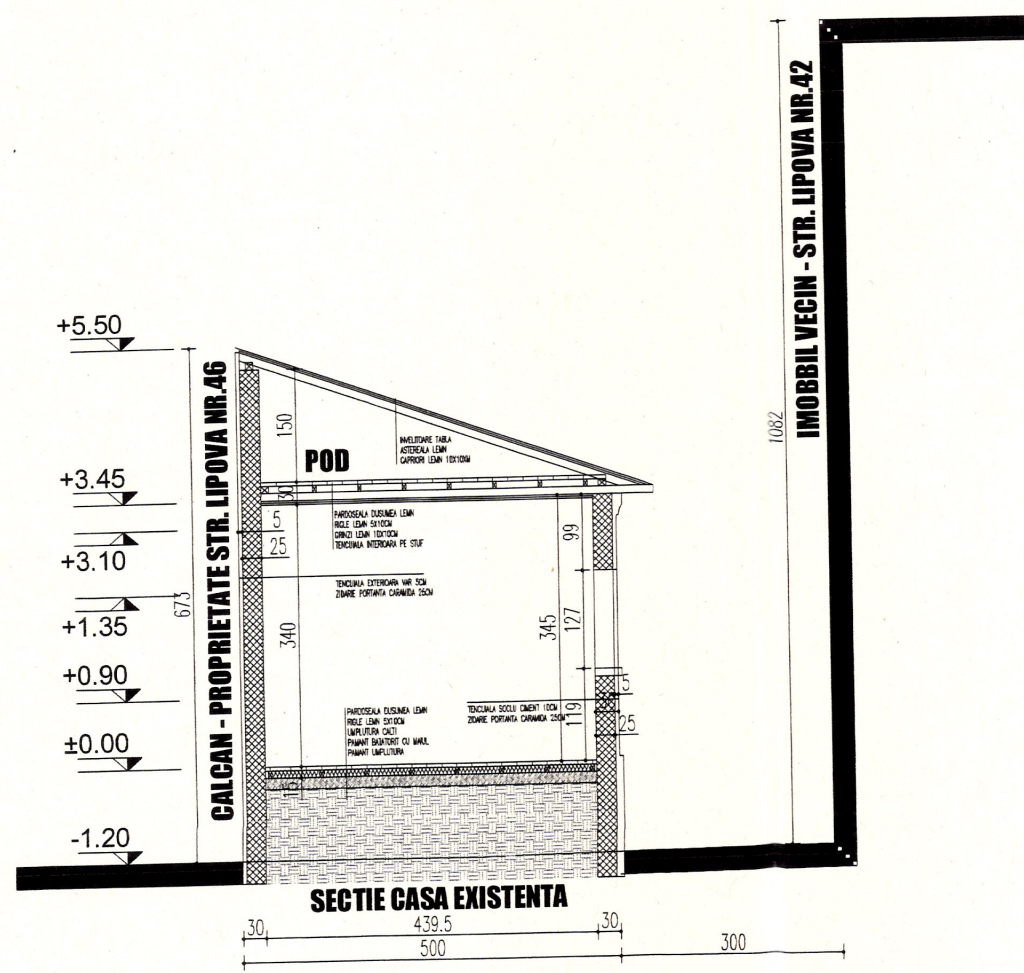 IMOBBIL VECIN - STR. LIPOVA NR.42
1082
+5.50
CALCAN - PROPRIETATE STR. LIPOVA NR.46
673
150
INVELITOARE TABLA
ASTEREALA LEMN
CAPRIORI LEMN 10X10XM
POD
+3.45
30
PARDOSEALA DUSUMEA LEMN
RIGLE LEMN 5X10CM
GRINZI LEMN 10X10CM
TENCUIALA INTERIOARA PE STUF
5
25
99
+3.10
TENCUIALA EXTERIOARA VAR 5CM
ZIDARIE PORTANTA CARAMIDA 25CM
+1.35
340
345
127
+0.90
5
TENCUIALA SOCLU CIMENT 10CM
ZIDARIE PORTANTA CARAMIDA 25CM
119
25
PARDOSEALA DUSUMEA LEMN
RIGLE LEMN 5X10CM
UMPLUTURA CALTI
PAMANT BAIATORIT CU MAIUL
PAMANT UMPLUTURA
±0.00
15
-1.20
SECTIE CASA EXISTENTA
30
439.5
30
500
300